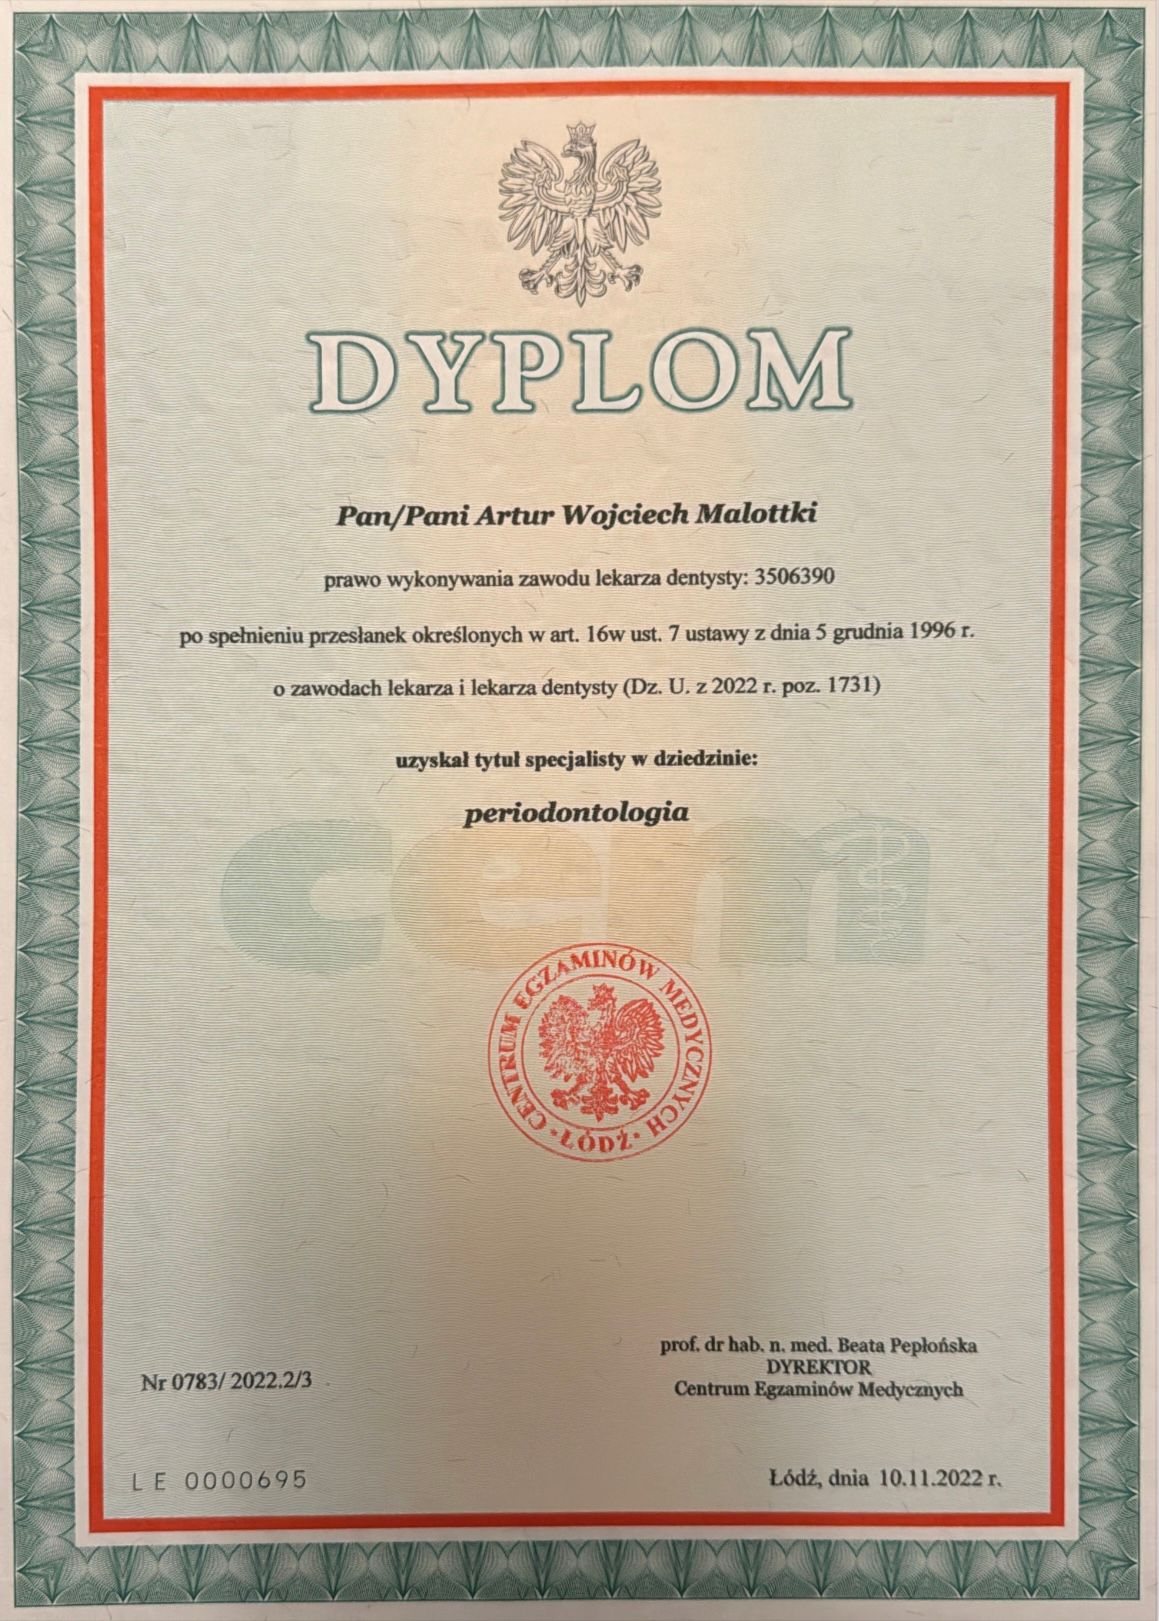 DYPLOM
Pan/Pani Artur Wojciech Malottki
prawo wykonywania zawodu lekarza dentysty: 3506390
po spełnieniu przesłanek określonych w art. 16w ust. 7 ustawy z dnia 5 grudnia 1996 r.
o zawodach lekarza i lekarza dentysty (Dz. U. z 2022 r. poz. 1731)
uzyskał tytuł specjalisty w dziedzinie:
periodontologia
cem
CENTRUM EGZAMINÓW MEDYCZNYCH
• ŁÓDŹ •
prof. dr hab. n. med. Beata Pepłońska
DYREKTOR
Centrum Egzaminów Medycznych
Nr 0783/ 2022.2/3
LE 0000695
Łódź, dnia 10.11.2022 r.